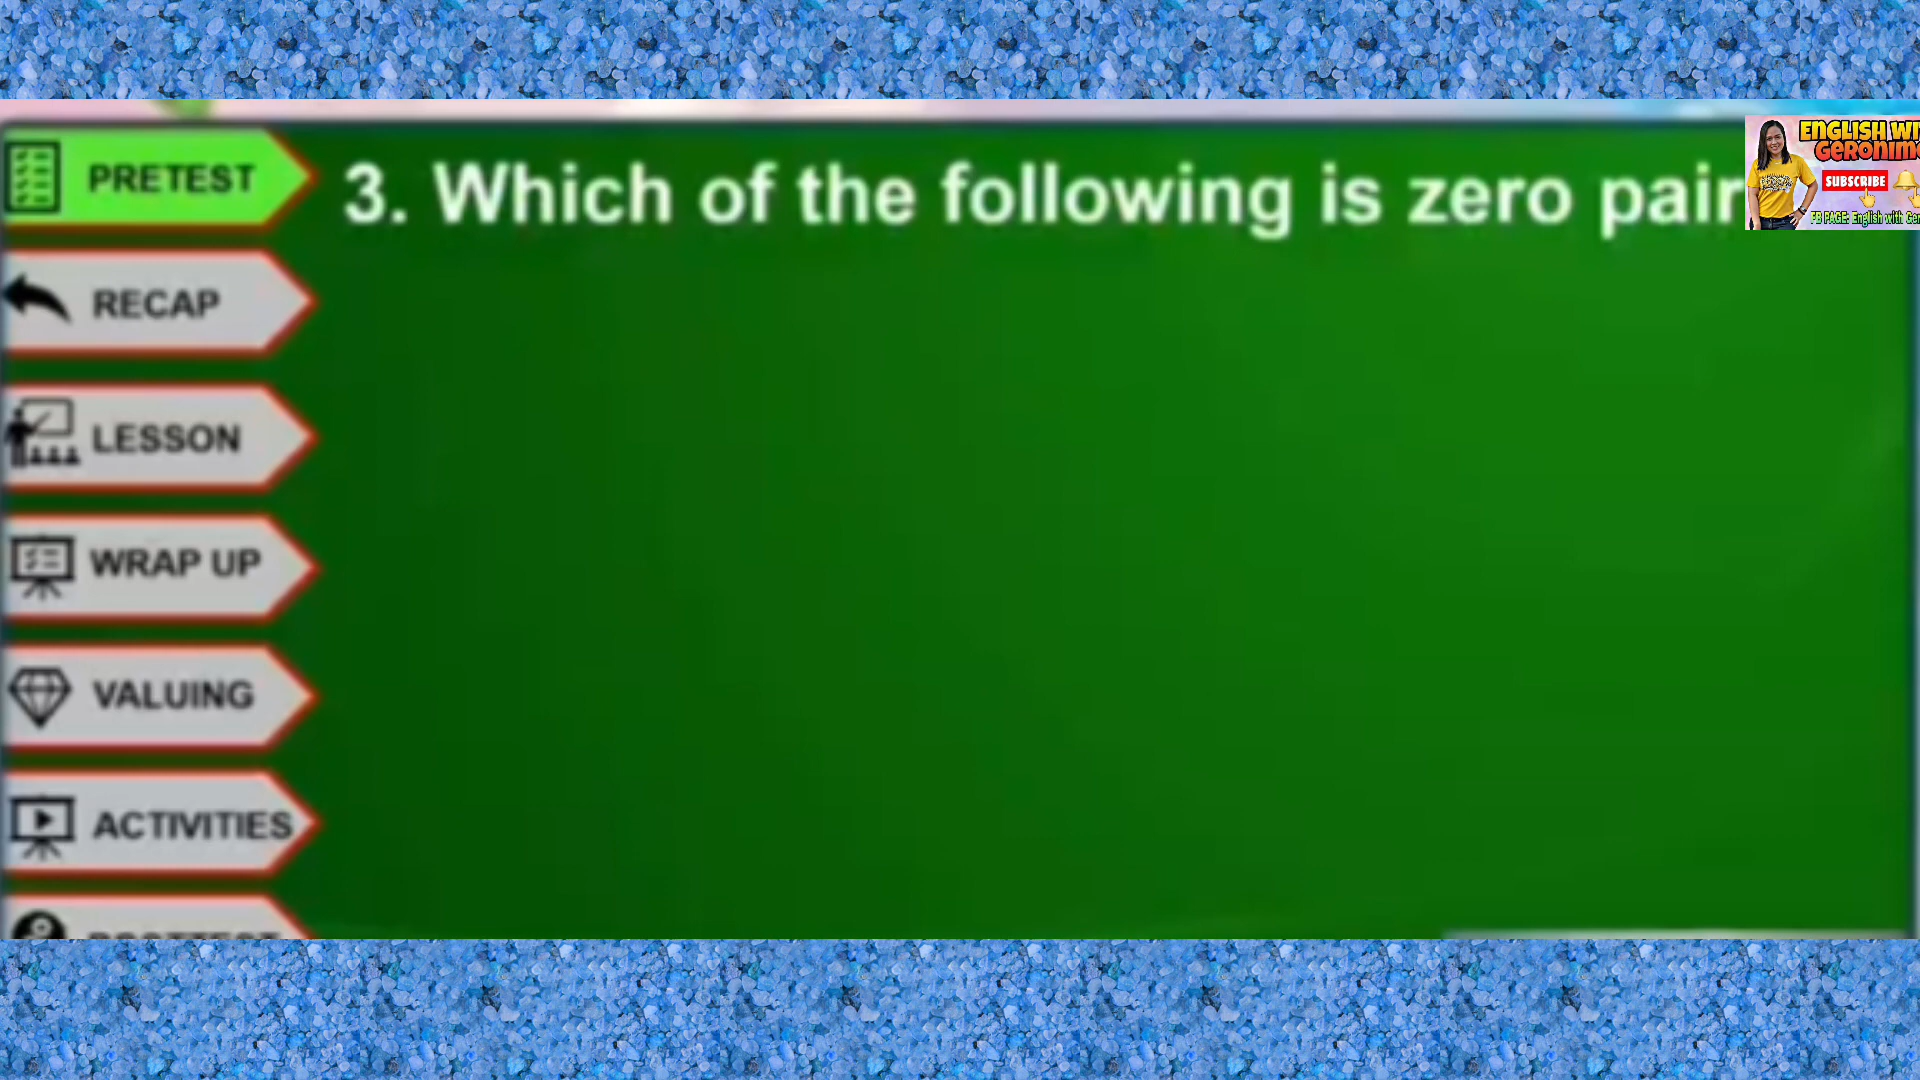 PRETEST
3. Which of the following is zero pair
RECAP
LESSON
WRAP UP
VALUING
ACTIVITIES
ENGLISH WI
GERONIM
SUBSCRIBE
FB PAGE: English with Ger